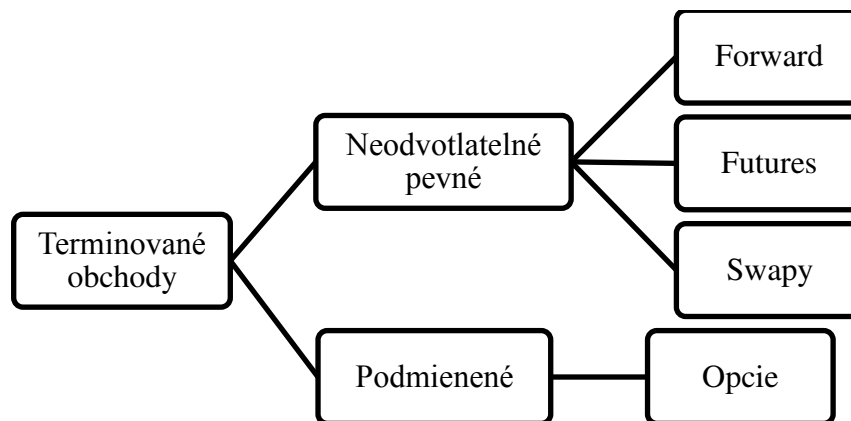 Terminované
obchody
Neodvotlatelné
pevné
Forward
Futures
Swapy
Podmienené
Opcie